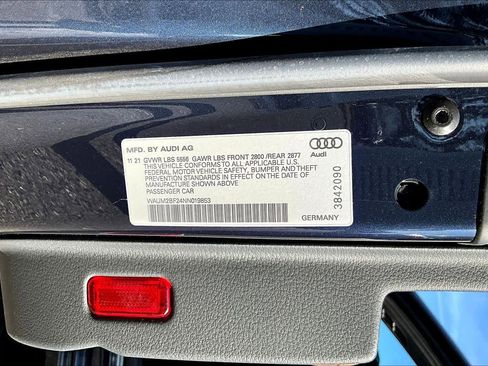 MFD. BY AUDI AG
11 21 GVWR LBS 5556 GAWR LBS FRONT 2800 /REAR 2877
THIS VEHICLE CONFORMS TO ALL APPLICABLE U.S.
FEDERAL MOTOR VEHICLE SAFETY, BUMPER AND THEFT
PREVENTION STANDARDS IN EFFECT ON THE DATE OF
MANUFACTURE SHOWN ABOVE
PASSENGER CAR
WAUM2BF24NN019853
Audi
3842090
GERMANY